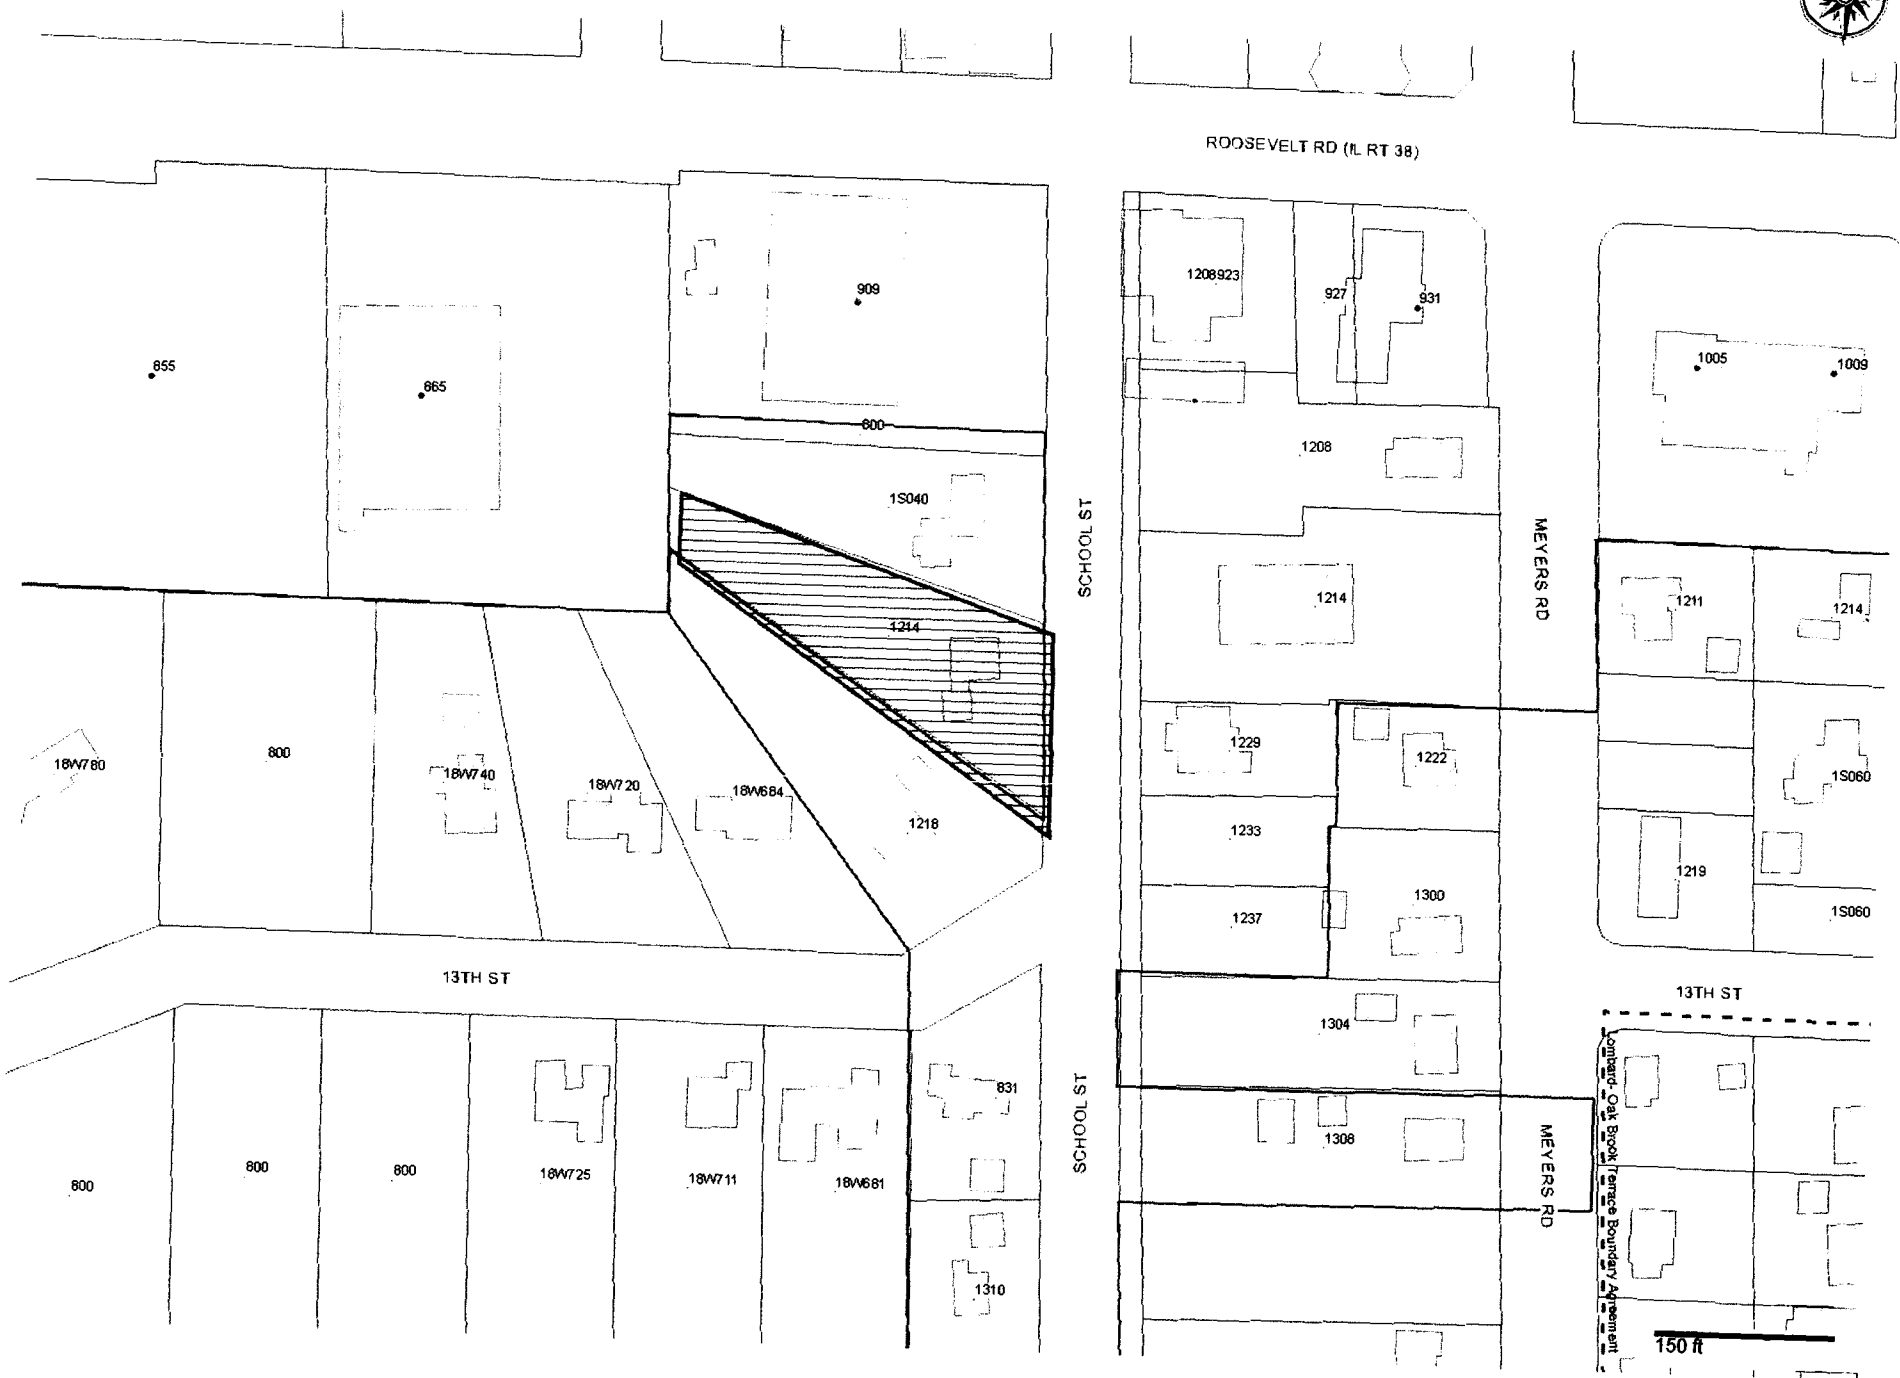 ROOSEVELT RD (IL RT 38)
1208923
909
927
931
855
865
1005
1009
800
1208
1S040
SCHOOL ST
MEYERS RD
1214
1214
1211
1214
18W780
800
18W740
18W720
18W684
1218
1229
1222
1S060
1233
1219
1237
1300
1S060
13TH ST
13TH ST
1304
831
SCHOOL ST
1308
MEYERS RD
Lombard- Oak Brook Terrace Boundary Agreement
800
800
800
18W725
18W711
18W681
1310
150 ft